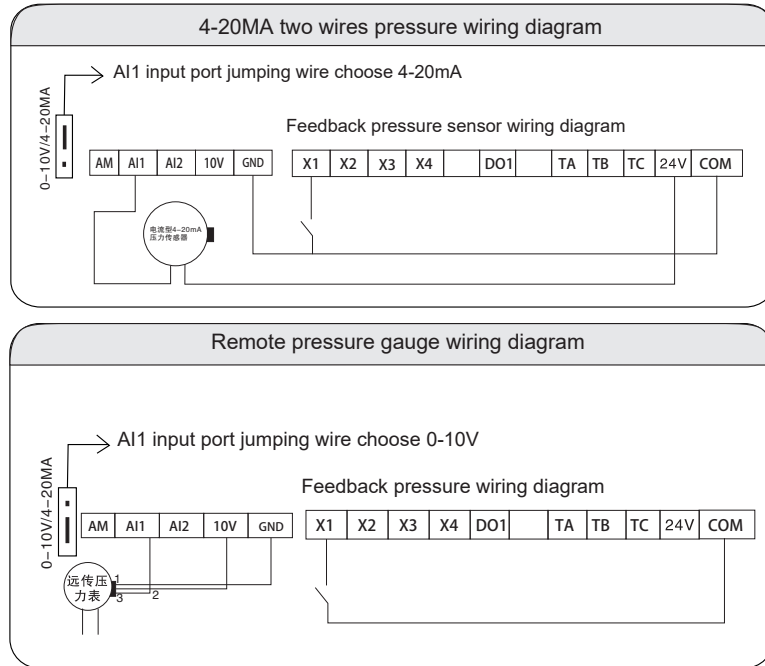 4-20MA two wires pressure wiring diagram
AI1 input port jumping wire choose 4-20mA
0-10V/4-20MA
Feedback pressure sensor wiring diagram
AM AI1 AI2 10V GND X1 X2 X3 X4 DO1 TA TB TC 24V COM
电流型4-20mA
压力传感器
Remote pressure gauge wiring diagram
AI1 input port jumping wire choose 0-10V
0-10V/4-20MA
Feedback pressure wiring diagram
AM AI1 AI2 10V GND X1 X2 X3 X4 DO1 TA TB TC 24V COM
远传压
力表
1
3 2